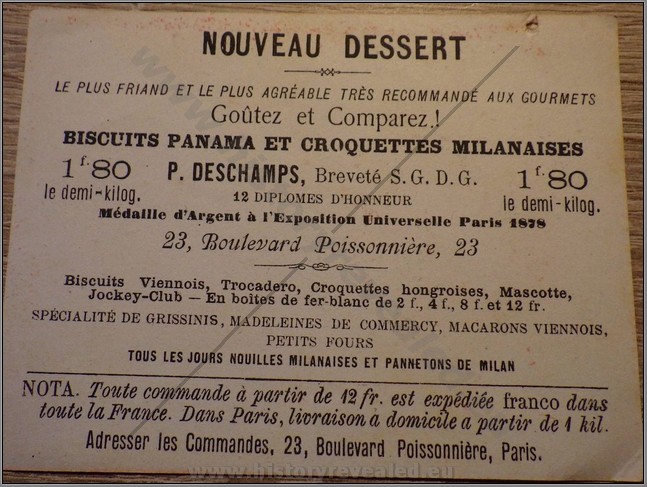 NOUVEAU DESSERT
LE PLUS FRIAND ET LE PLUS AGRÉABLE TRÈS RECOMMANDÉ AUX GOURMETS
Goûtez et Comparez.!
BISCUITS PANAMA ET CROQUETTES MILANAISES
1f.80 P. DESCHAMPS, Breveté S.G.D.G. 1f.80
le demi-kilog. 12 DIPLOMES D'HONNEUR le demi-kilog.
Médaille d'Argent à l'Exposition Universelle Paris 1878
23, Boulevard Poissonnière, 23
Biscuits Viennois, Trocadero, Croquettes hongroises, Mascotte,
Jockey-Club — En boîtes de fer-blanc de 2 f., 4 f., 8 f. et 12 fr.
SPÉCIALITÉ DE GRISSINIS, MADELEINES DE COMMERCY, MACARONS VIENNOIS,
PETITS FOURS
TOUS LES JOURS NOUILLES MILANAISES ET PANNETONS DE MILAN
NOTA. Toute commande à partir de 12 fr. est expédiée franco dans
toute la France. Dans Paris, livraison à domicile a partir de 1 kil.
Adresser les Commandes, 23, Boulevard Poissonnière, Paris.
www.historyrevealed.eu